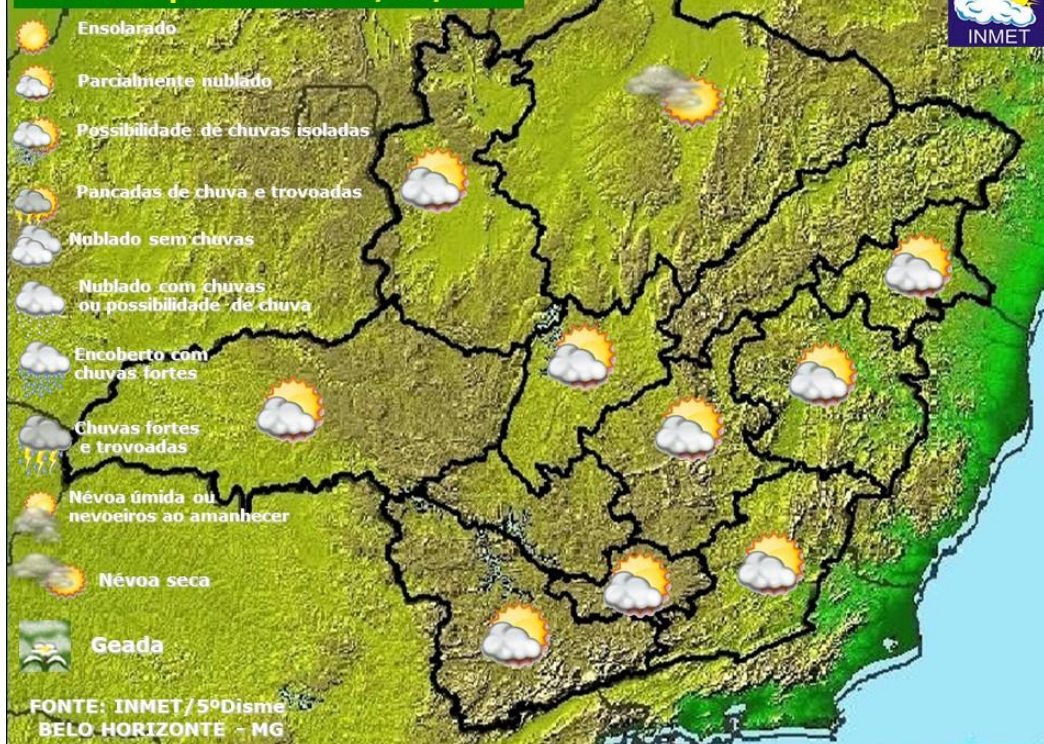 INMET
Ensolarado
Parcialmente nublado
Possibilidade de chuvas isoladas
Pancadas de chuva e trovoadas
Nublado sem chuvas
Nublado com chuvas
ou possibilidade de chuva
Encoberto com
chuvas fortes
Chuvas fortes
e trovoadas
Névoa úmida ou
nevoeiros ao amanhecer
Névoa seca
Geada
FONTE: INMET/5ºDisme
BELO HORIZONTE - MG